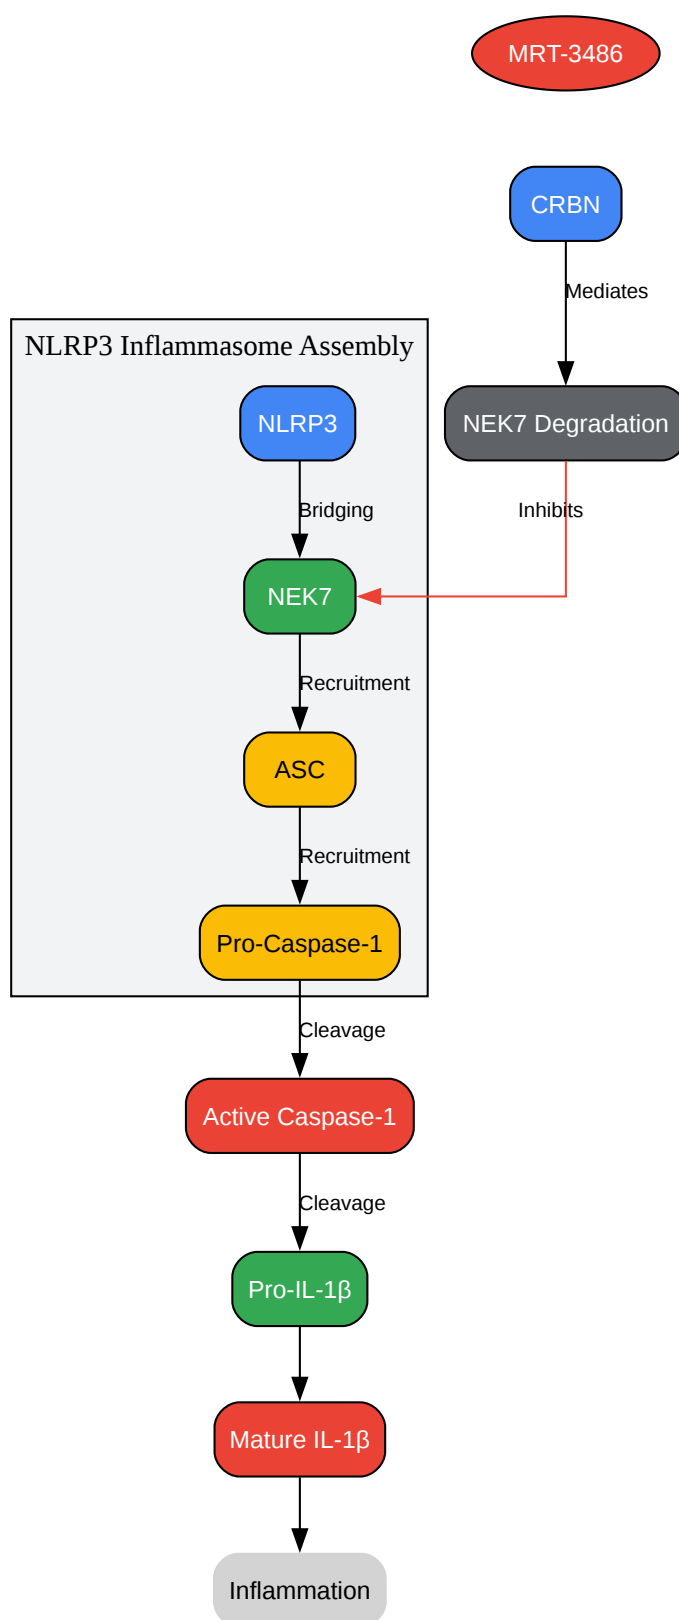 MRT-3486
CRBN
Mediates
NLRP3 Inflammasome Assembly
NLRP3
NEK7 Degradation
Bridging
Inhibits
NEK7
Recruitment
ASC
Recruitment
Pro-Caspase-1
Cleavage
Active Caspase-1
Cleavage
Pro-IL-1β
Mature IL-1β
Inflammation